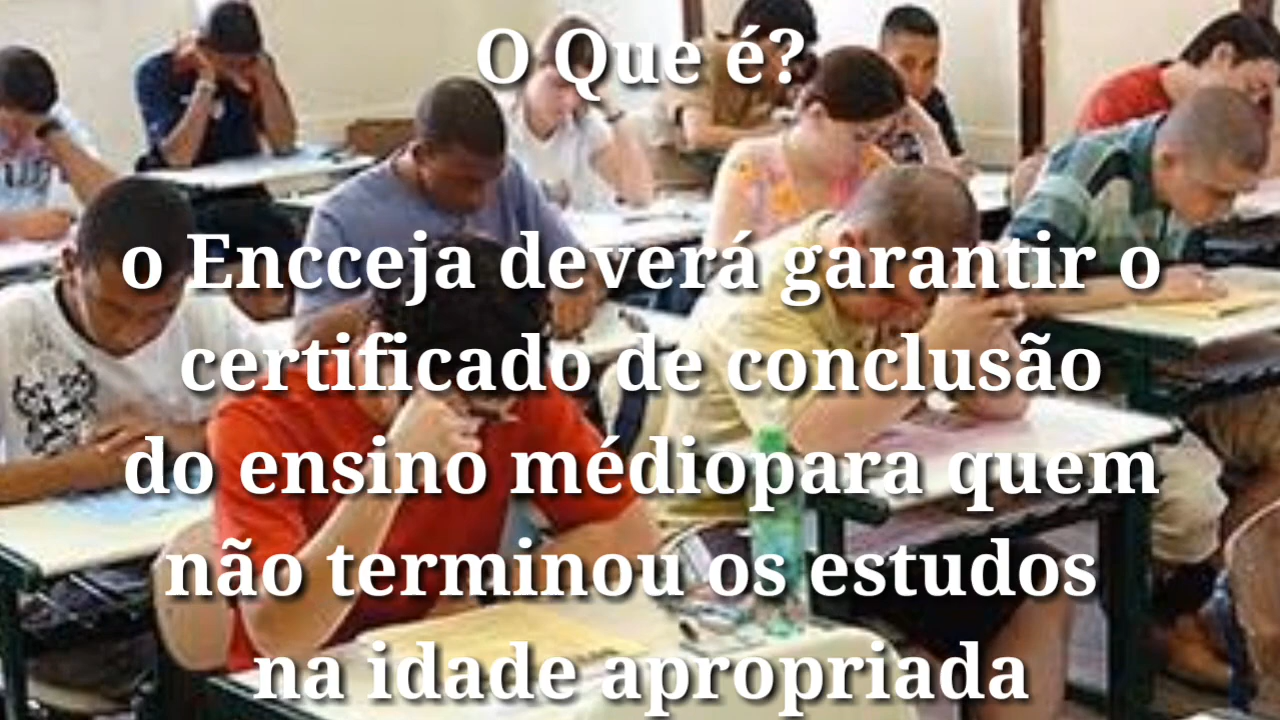 O Que é?
o Encceja deverá garantir o
certificado de conclusão
do ensino médiopara quem
não terminou os estudos
na idade apropriada